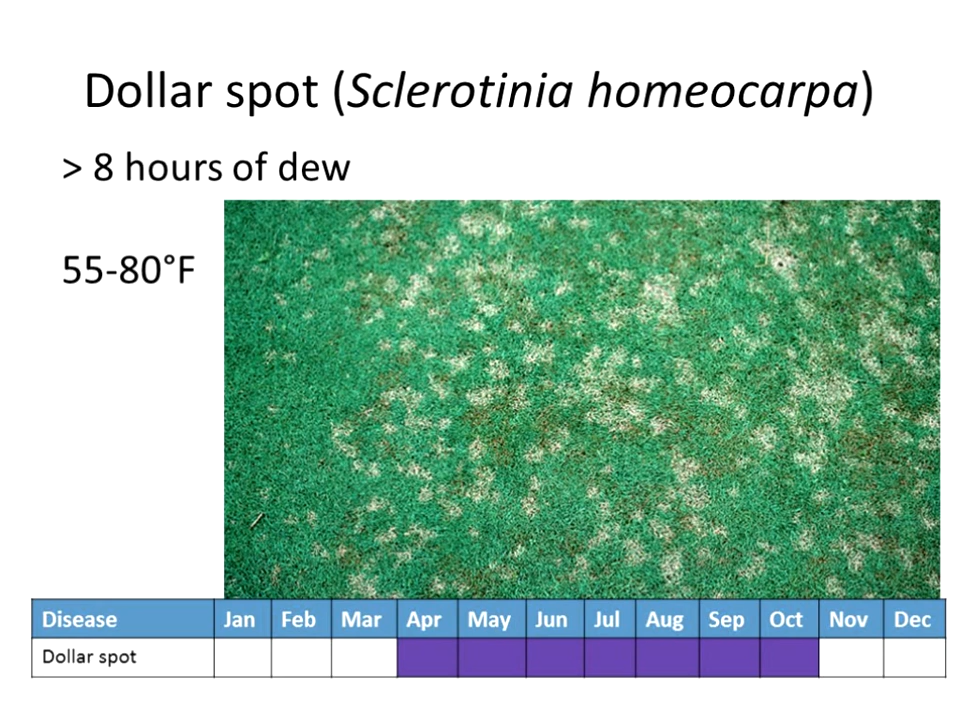 Dollar spot (Sclerotinia homeocarpa)
> 8 hours of dew
55-80°F
Disease Jan Feb Mar Apr May Jun Jul Aug Sep Oct Nov Dec
Dollar spot